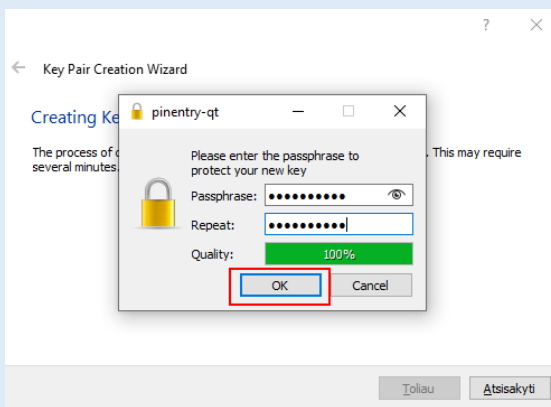 ?
Key Pair Creation Wizard
Creating Ke
pinentry-qt
The process of
. This may require
several minutes.
Please enter the passphrase to
protect your new key
Passphrase: ●●●●●●●●●●
Repeat: ●●●●●●●●●●
Quality: 100%
OK Cancel
Toliau Atsisakyti